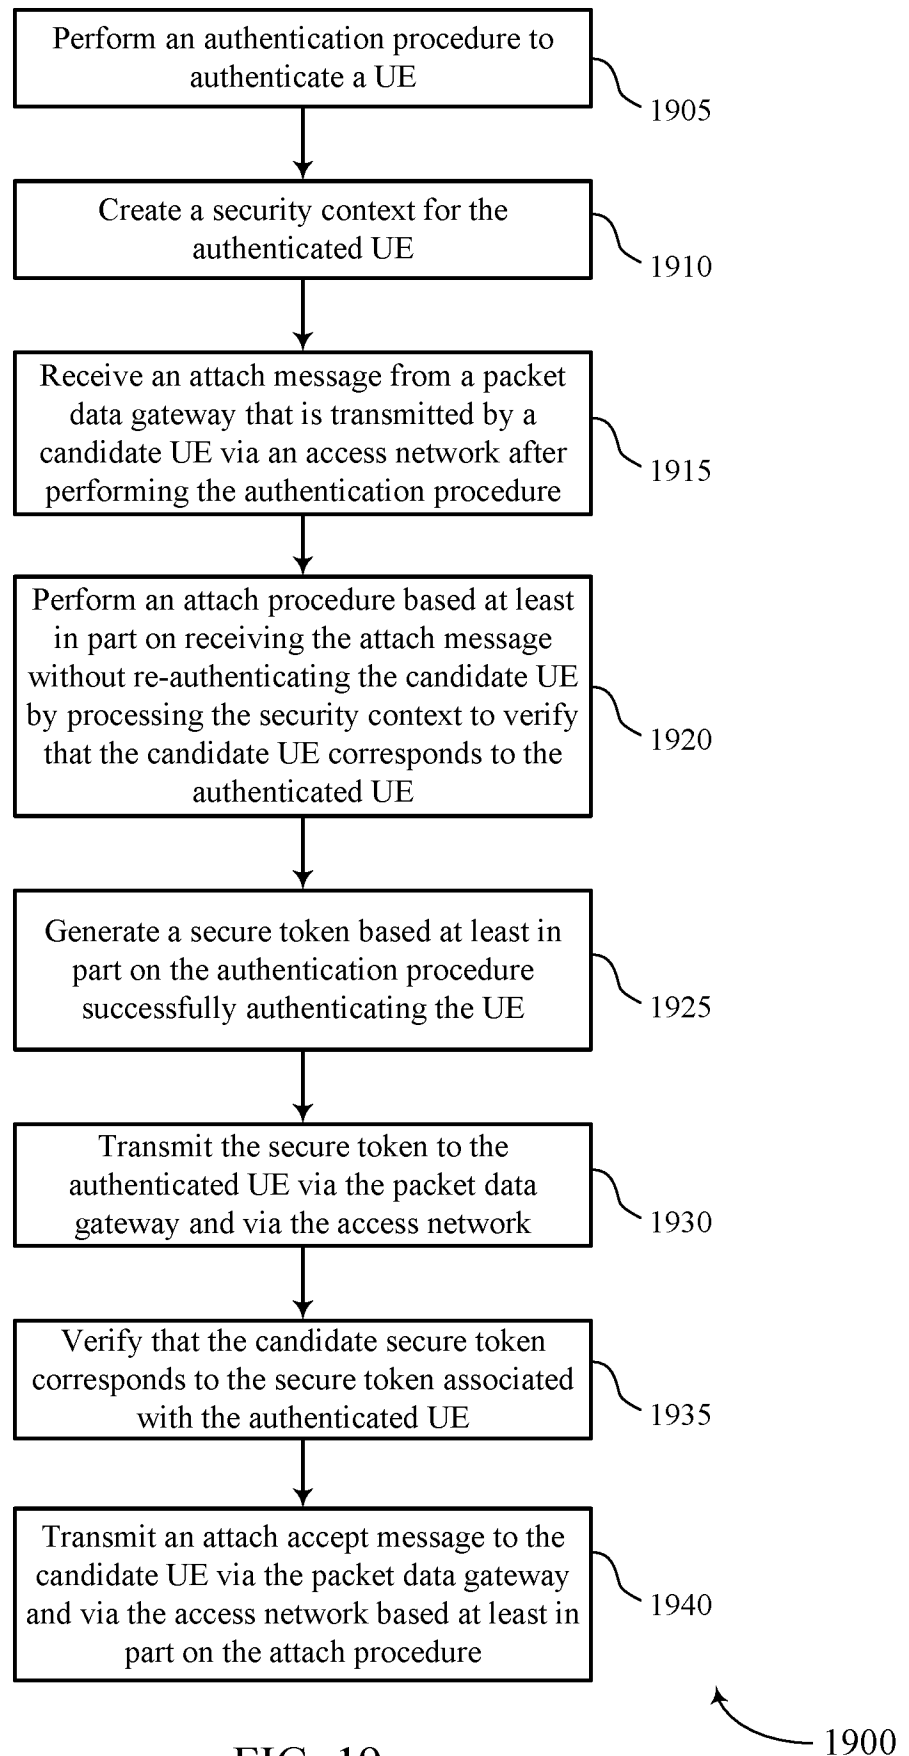 Perform an authentication procedure to
authenticate a UE
1905
Create a security context for the
authenticated UE
1910
Receive an attach message from a packet
data gateway that is transmitted by a
candidate UE via an access network after
performing the authentication procedure
1915
Perform an attach procedure based at least
in part on receiving the attach message
without re-authenticating the candidate UE
by processing the security context to verify
that the candidate UE corresponds to the
authenticated UE
1920
Generate a secure token based at least in
part on the authentication procedure
successfully authenticating the UE
1925
Transmit the secure token to the
authenticated UE via the packet data
gateway and via the access network
1930
Verify that the candidate secure token
corresponds to the secure token associated
with the authenticated UE
1935
Transmit an attach accept message to the
candidate UE via the packet data gateway
and via the access network based at least in
part on the attach procedure
1940
1900
FIG. 19